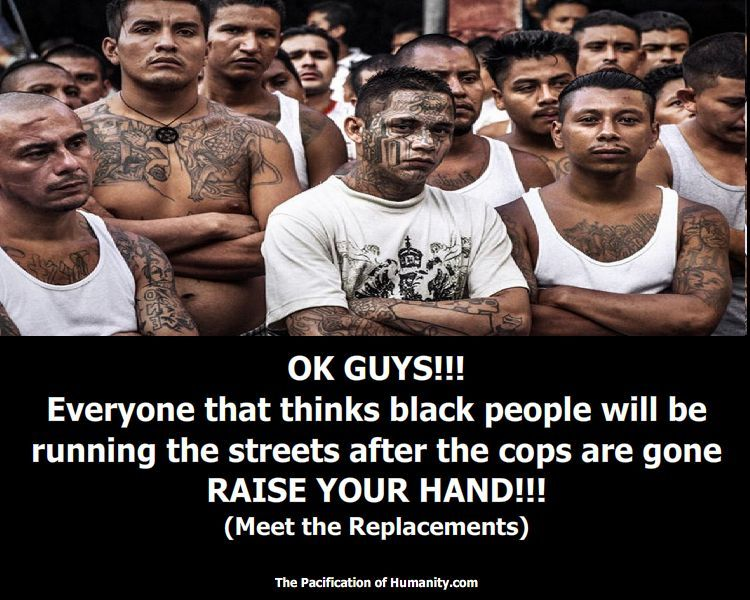 OK GUYS!!!
Everyone that thinks black people will be
running the streets after the cops are gone
RAISE YOUR HAND!!!
(Meet the Replacements)
The Pacification of Humanity.com